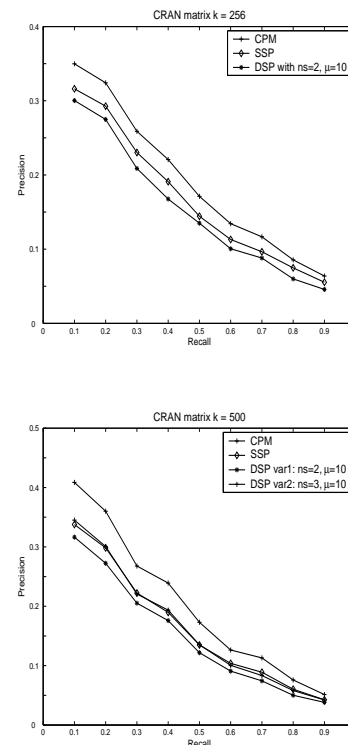 CRAN matrix k = 256
0.4
CPM
SSP
DSP with ns=2, μ=10
0.3
0.2
Precision
0.1
0
0 0.1 0.2 0.3 0.4 0.5 0.6 0.7 0.8 0.9
Recall
CRAN matrix k = 500
0.5
CPM
SSP
DSP var1: ns=2, μ=10
DSP var2: ns=3, μ=10
0.4
0.3
Precision
0.2
0.1
0
0 0.1 0.2 0.3 0.4 0.5 0.6 0.7 0.8 0.9
Recall